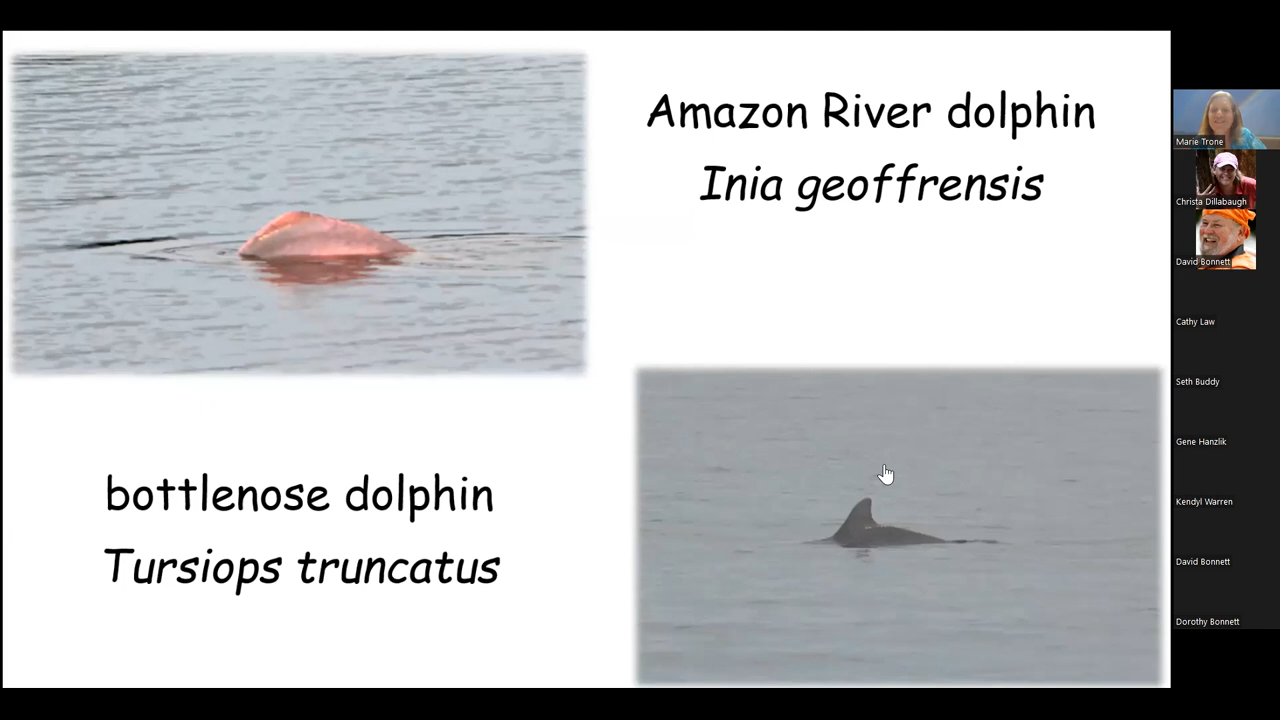 Amazon River dolphin
Inia geoffrensis
bottlenose dolphin
Tursiops truncatus
Marie Trone
Christa Dillabaugh
David Bonnett
Cathy Law
Seth Buddy
Gene Hanzlik
Kendyl Warren
David Bonnett
Dorothy Bonnett